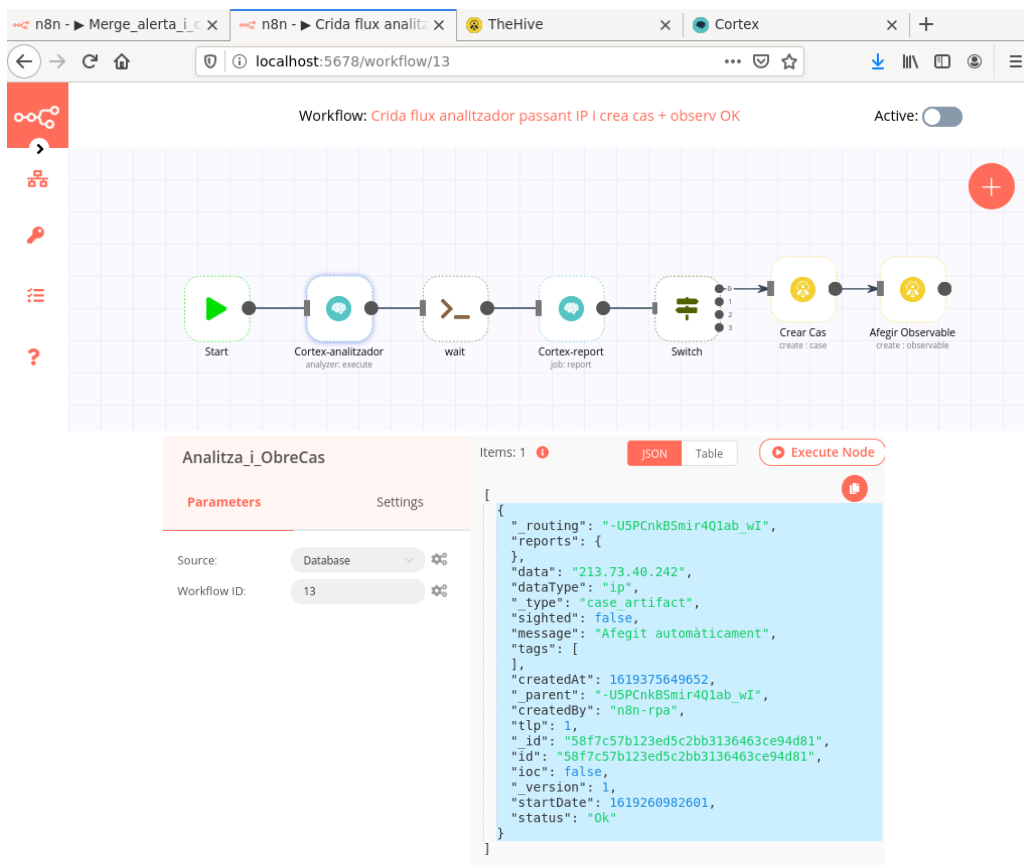 n8n - ▶ Merge_alerta_i_c
n8n - ▶ Crida flux analitz
TheHive
Cortex
localhost:5678/workflow/13
Workflow: Crida flux analitzador passant IP i crea cas + observ OK
Active:
0
1
2
3
Start
Cortex-analitzador
analyzer: execute
wait
Cortex-report
job: report
Switch
Crear Cas
create : case
Afegir Observable
create : observable
Analitza_i_ObreCas
Parameters
Settings
Source:
Database
Workflow ID:
13
Items: 1
JSON
Table
Execute Node
[
{
"_routing": "-U5PCnkBSmir4Q1ab_wI",
"reports": {
},
"data": "213.73.40.242",
"dataType": "ip",
"_type": "case_artifact",
"sighted": false,
"message": "Afegit automàticament",
"tags": [
],
"createdAt": 1619375649652,
"_parent": "-U5PCnkBSmir4Q1ab_wI",
"createdBy": "n8n-rpa",
"tlp": 1,
"_id": "58f7c57b123ed5c2bb3136463ce94d81",
"id": "58f7c57b123ed5c2bb3136463ce94d81",
"ioc": false,
"_version": 1,
"startDate": 1619260982601,
"status": "Ok"
}
]